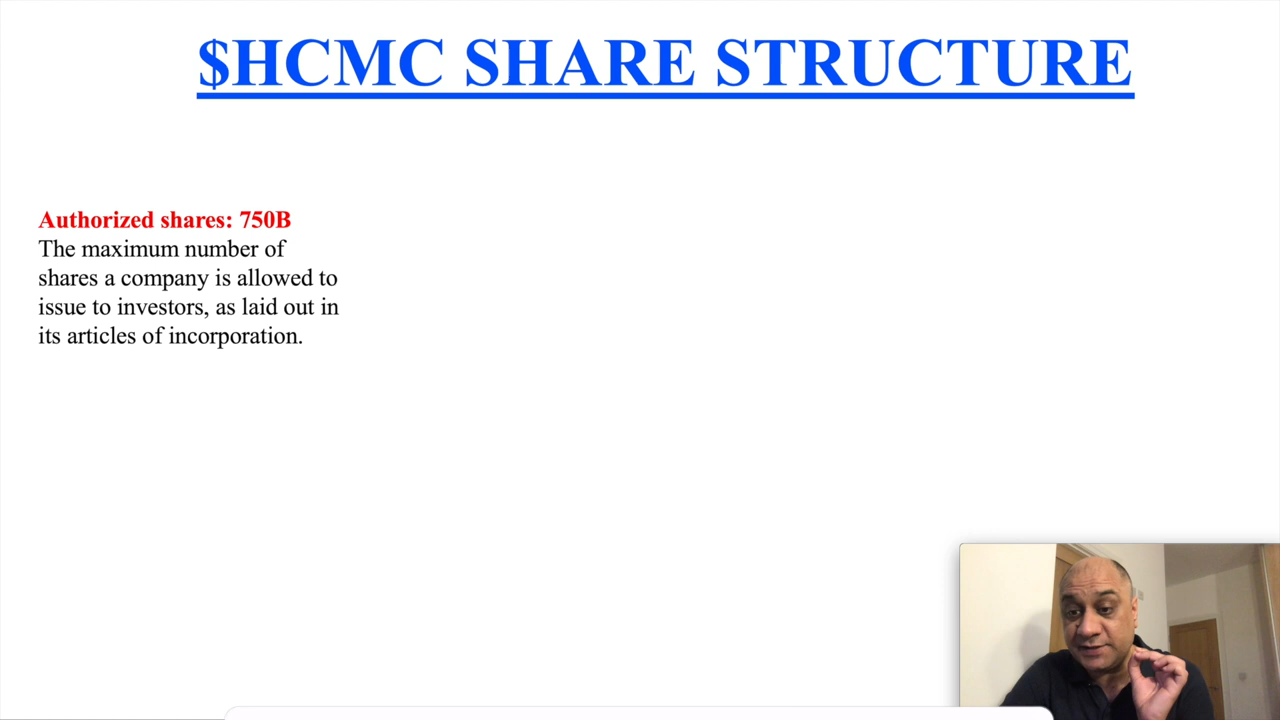 $HCMC SHARE STRUCTURE
Authorized shares: 750B
The maximum number of
shares a company is allowed to
issue to investors, as laid out in
its articles of incorporation.